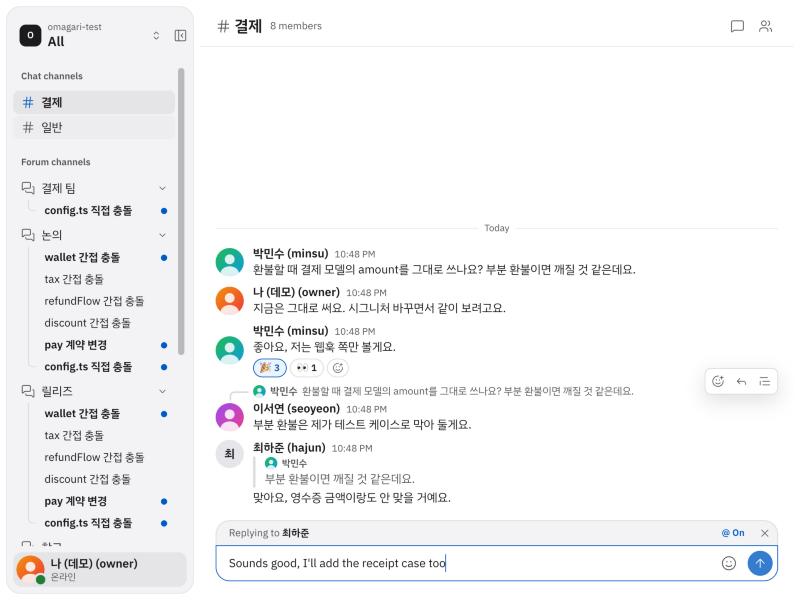 O
omagari-test
All
Chat channels
결제
일반
Forum channels
결제 팀
config.ts 직접 충돌
논의
wallet 간접 충돌
tax 간접 충돌
refundFlow 간접 충돌
discount 간접 충돌
pay 계약 변경
config.ts 직접 충돌
릴리즈
wallet 간접 충돌
tax 간접 충돌
refundFlow 간접 충돌
discount 간접 충돌
pay 계약 변경
config.ts 직접 충돌
나 (데모) (owner)
온라인
# 결제 8 members
Today
박민수 (minsu) 10:48 PM
환불할 때 결제 모델의 amount를 그대로 쓰나요? 부분 환불이면 깨질 것 같은데요.
나 (데모) (owner) 10:48 PM
지금은 그대로 써요. 시그니처 바꾸면서 같이 보려고요.
박민수 (minsu) 10:48 PM
좋아요, 저는 웹훅 쪽만 볼게요.
🎉 3 👀 1
박민수 환불할 때 결제 모델의 amount를 그대로 쓰나요? 부분 환불이면 깨질 것 같은데요.
이서연 (seoyeon) 10:48 PM
부분 환불은 제가 테스트 케이스로 막아 둘게요.
최
최하준 (hajun) 10:48 PM
박민수
부분 환불이면 깨질 것 같은데요.
맞아요, 영수증 금액이랑도 안 맞을 거예요.
Replying to 최하준 @ On
Sounds good, I'll add the receipt case too